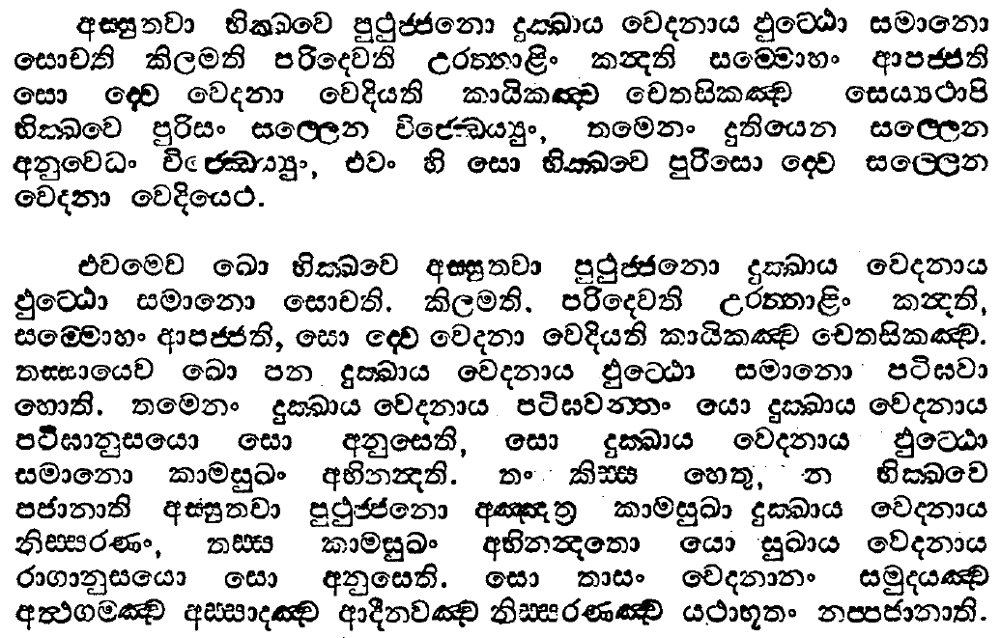 අස්සුතවා භික්ඛවෙ පුථුජ්ජනො දුක්ඛාය වෙදනාය ඵුට්ඨො සමානො
සොචති කිලමති පරිදෙවති උරත්තාළිං කන්දති සම්මොහං ආපජ්ජති
සො ද්වෙ වෙදනා වෙදියති කායිකඤ්ච චෙතසිකඤ්ච සෙය්‍යථාපි
භික්ඛවෙ පුරිසං සල්ලෙන විජ්ඣෙය්‍යුං, තමෙනං දුතියෙන සල්ලෙන
අනුවෙධං විජ්ඣෙය්‍යුං, එවං හි සො භික්ඛවෙ පුරිසො ද්වෙ සල්ලෙන
වෙදනා වෙදියෙථ.
එවමෙව ඛො භික්ඛවෙ අස්සුතවා පුථුජ්ජනො දුක්ඛාය වෙදනාය
ඵුට්ඨො සමානො සොචති. කිලමති. පරිදෙවති උරත්තාළිං කන්දති,
සම්මොහං ආපජ්ජති, සො ද්වෙ වෙදනා වෙදියති කායිකඤ්ච චෙතසිකඤ්ච.
තස්සායෙව ඛො පන දුක්ඛාය වෙදනාය ඵුට්ඨො සමානො පටිඝවා
හොති. තමෙනං දුක්ඛාය වෙදනාය පටිඝවන්තං යො දුක්ඛාය වෙදනාය
පටිඝානුසයො සො අනුසෙති, සො දුක්ඛාය වෙදනාය ඵුට්ඨො
සමානො කාමසුඛං අභිනන්දති. තං කිස්ස හෙතු, න භික්ඛවෙ
පජානාති අස්සුතවා පුථුජ්ජනො අඤ්ඤත්‍ර කාමසුඛා දුක්ඛාය වෙදනාය
නිස්සරණං, තස්ස කාමසුඛං අභිනන්දතො යො සුඛාය වෙදනාය
රාගානුසයො සො අනුසෙති. සො තාසං වෙදනානං සමුදයඤ්ච
අත්‍ථගමඤ්ච අස්සාදඤ්ච ආදීනවඤ්ච නිස්සරණඤ්ච යථාභූතං නප්පජානාති.